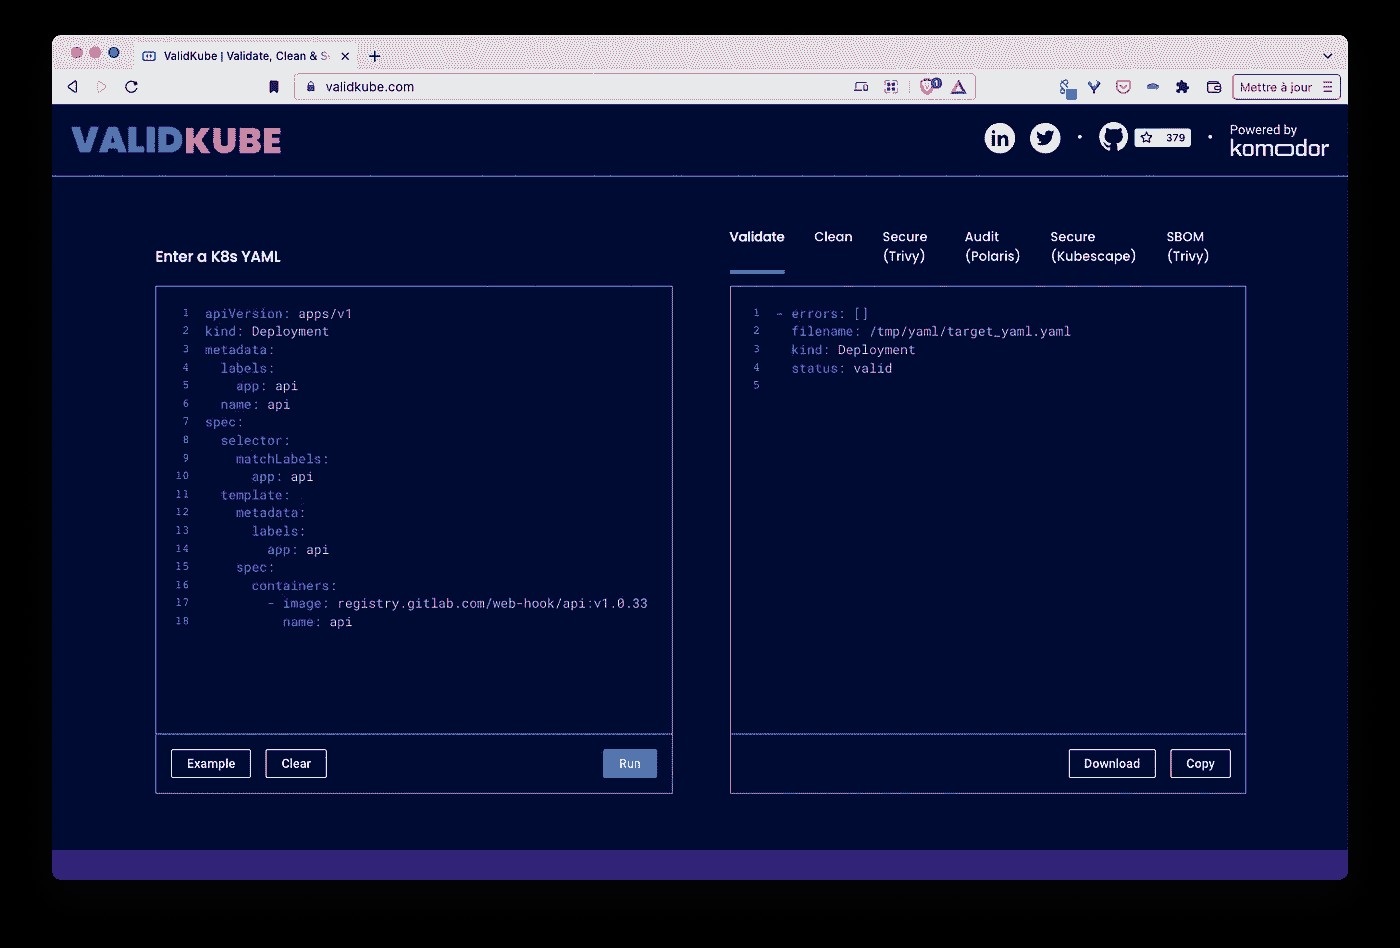 ValidKube | Validate, Clean & S
validkube.com
1
Mettre à jour
VALIDKUBE
in
379
Powered by
komodor
Enter a K8s YAML
1 apiVersion: apps/v1
2 kind: Deployment
3 metadata:
4   labels:
5     app: api
6   name: api
7 spec:
8   selector:
9     matchLabels:
10       app: api
11   template:
12     metadata:
13       labels:
14         app: api
15     spec:
16       containers:
17         - image: registry.gitlab.com/web-hook/api:v1.0.33
18           name: api
Example Clear Run
Validate Clean Secure (Trivy) Audit (Polaris) Secure (Kubescape) SBOM (Trivy)
1 - errors: []
2   filename: /tmp/yaml/target_yaml.yaml
3   kind: Deployment
4   status: valid
5
Download Copy